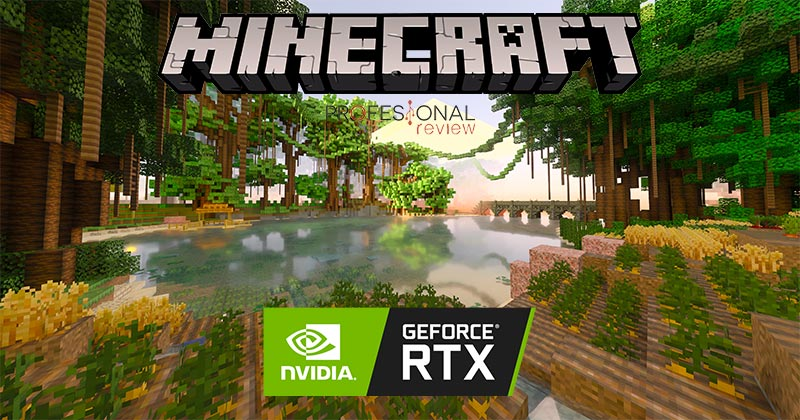 MINECRAFT
PROFESIONAL
review
NVIDIA.
GEFORCE®
RTX